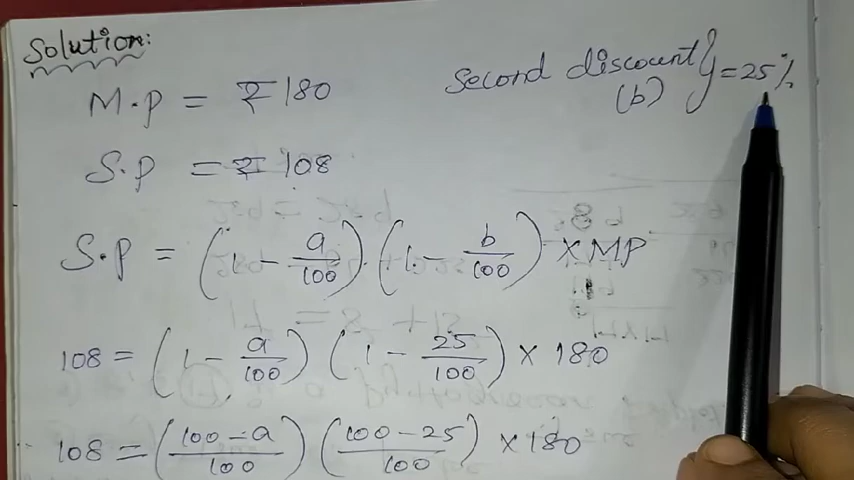 Solution:
M.P = ₹ 180
Second discount } = 25%
(b)
S.P = ₹ 108
S.P = (1 - a/100) (1 - b/100) × MP
108 = (1 - a/100) (1 - 25/100) × 180
108 = (100 - a/100) (100 - 25/100) × 180